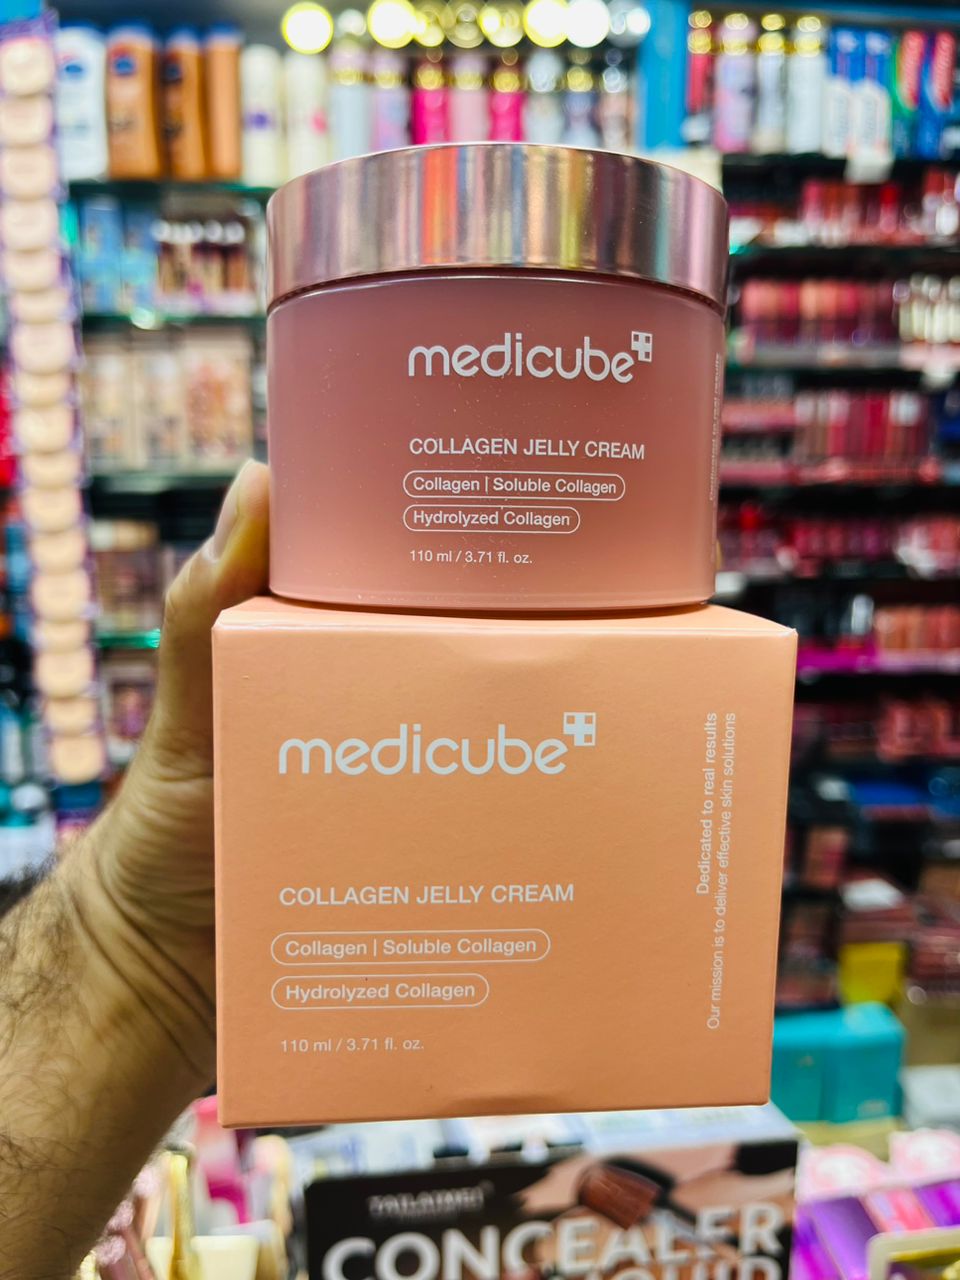 medicube
COLLAGEN JELLY CREAM
Collagen | Soluble Collagen
Hydrolyzed Collagen
110 ml / 3.71 fl. oz.
medicube
COLLAGEN JELLY CREAM
Collagen | Soluble Collagen
Hydrolyzed Collagen
110 ml / 3.71 fl. oz.
Dedicated to real results
Our mission is to deliver effective skin solutions
CONCEALER